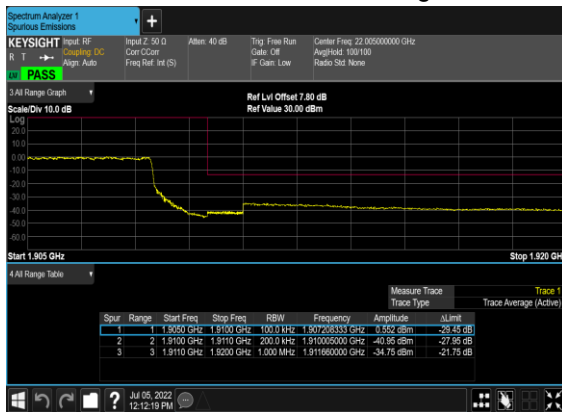 Spectrum Analyzer 1
Spurious Emissions
KEYSIGHT Input: RF Input Z: 50 Ω Atten: 40 dB Trig: Free Run Center Freq: 22.005000000 GHz
R T Coupling: DC Corr CCorr Gate: Off Avg|Hold: 100/100
Align: Auto Freq Ref: Int (S) IF Gain: Low Radio Std: None
PASS
3 All Range Graph
Ref Lvl Offset 7.80 dB
Scale/Div 10.0 dB Ref Value 30.00 dBm
Log
20.0
10.0
0.00
-10.0
-20.0
-30.0
-40.0
-50.0
-60.0
Start 1.905 GHz Stop 1.920 GH
4 All Range Table
Measure Trace Trace 1
Trace Type Trace Average (Active)
Spur Range Start Freq Stop Freq RBW Frequency Amplitude ΔLimit
1 1 1.9050 GHz 1.9100 GHz 100.0 kHz 1.907208333 GHz 0.552 dBm -29.45 dB
2 2 1.9100 GHz 1.9110 GHz 200.0 kHz 1.910005000 GHz -40.95 dBm -27.95 dB
3 3 1.9110 GHz 1.9200 GHz 1.000 MHz 1.911660000 GHz -34.75 dBm -21.75 dB
? Jul 05, 2022
12:12:19 PM